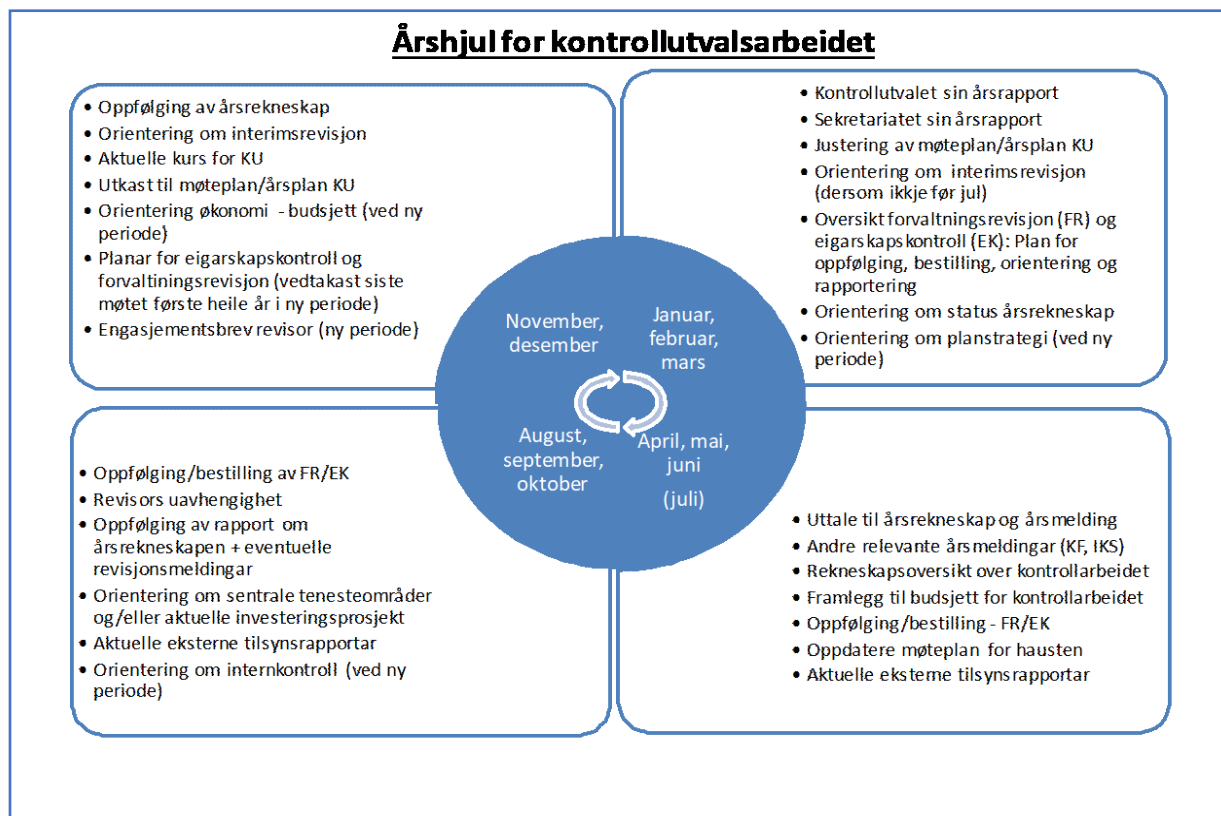 Årshjul for kontrollutvalsarbeidet
• Oppfølging av årsrekneskap
• Orientering om interimsrevisjon
• Aktuelle kurs for KU
• Utkast til møteplan/årsplan KU
• Orientering økonomi - budsjett (ved ny
periode)
• Planar for eigarskapskontroll og
forvaltiningsrevisjon (vedtakast siste
møtet første heile år i ny periode)
• Engasjementsbrev revisor (ny periode)
• Kontrollutvalet sin årsrapport
• Sekretariatet sin årsrapport
• Justering av møteplan/årsplan KU
• Orientering om interimsrevisjon
(dersom ikkje før jul)
• Oversikt forvaltningsrevisjon (FR) og
eigarskapskontroll (EK): Plan for
oppfølging, bestilling, orientering og
rapportering
• Orientering om status årsrekneskap
• Orientering om planstrategi (ved ny
periode)
November,
desember
Januar,
februar,
mars
August,
september,
oktober
April, mai,
juni
(juli)
• Oppfølging/bestilling av FR/EK
• Revisors uavhengighet
• Oppfølging av rapport om
årsrekneskapen + eventuelle
revisjonsmeldingar
• Orientering om sentrale tenesteområder
og/eller aktuelle investeringsprosjekt
• Aktuelle eksterne tilsynsrapportar
• Orientering om internkontroll (ved ny
periode)
• Uttale til årsrekneskap og årsmelding
• Andre relevante årsmeldingar (KF, IKS)
• Rekneskapsoversikt over kontrollarbeidet
• Framlegg til budsjett for kontrollarbeidet
• Oppfølging/bestilling - FR/EK
• Oppdatere møteplan for hausten
• Aktuelle eksterne tilsynsrapportar